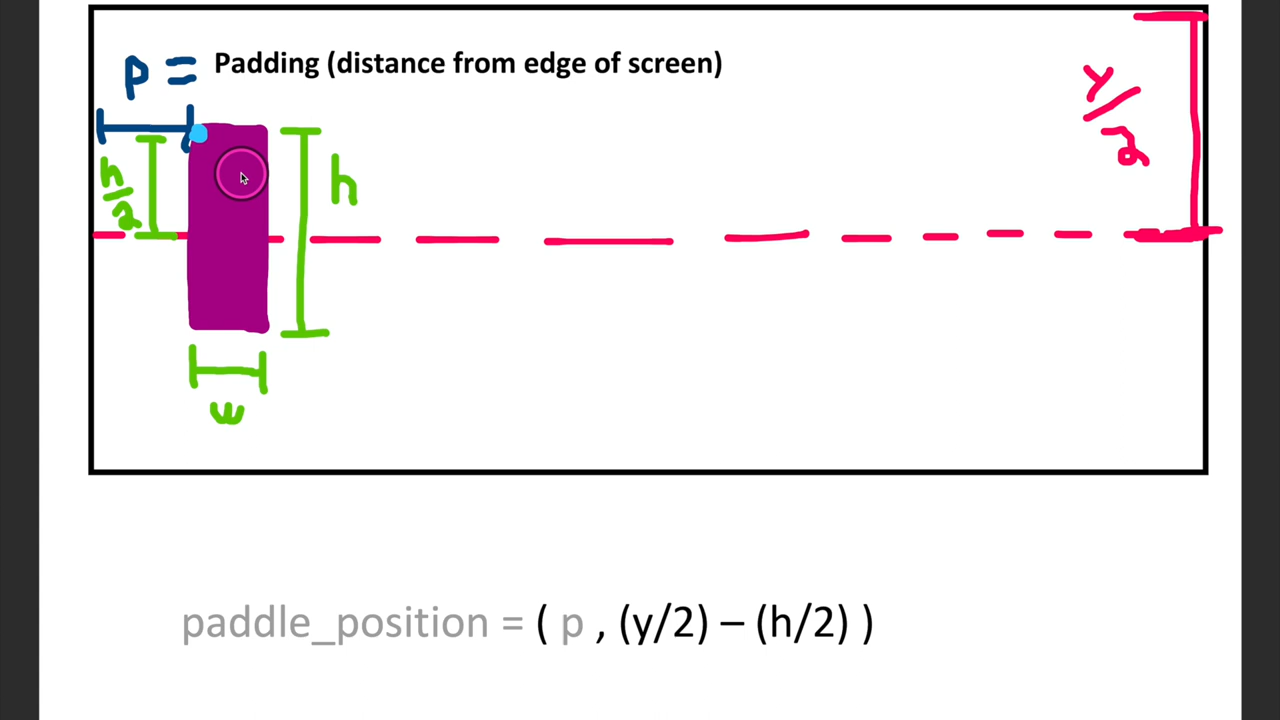 p = Padding (distance from edge of screen)
y/2
h/2
h
w
paddle_position = ( p , (y/2) – (h/2) )